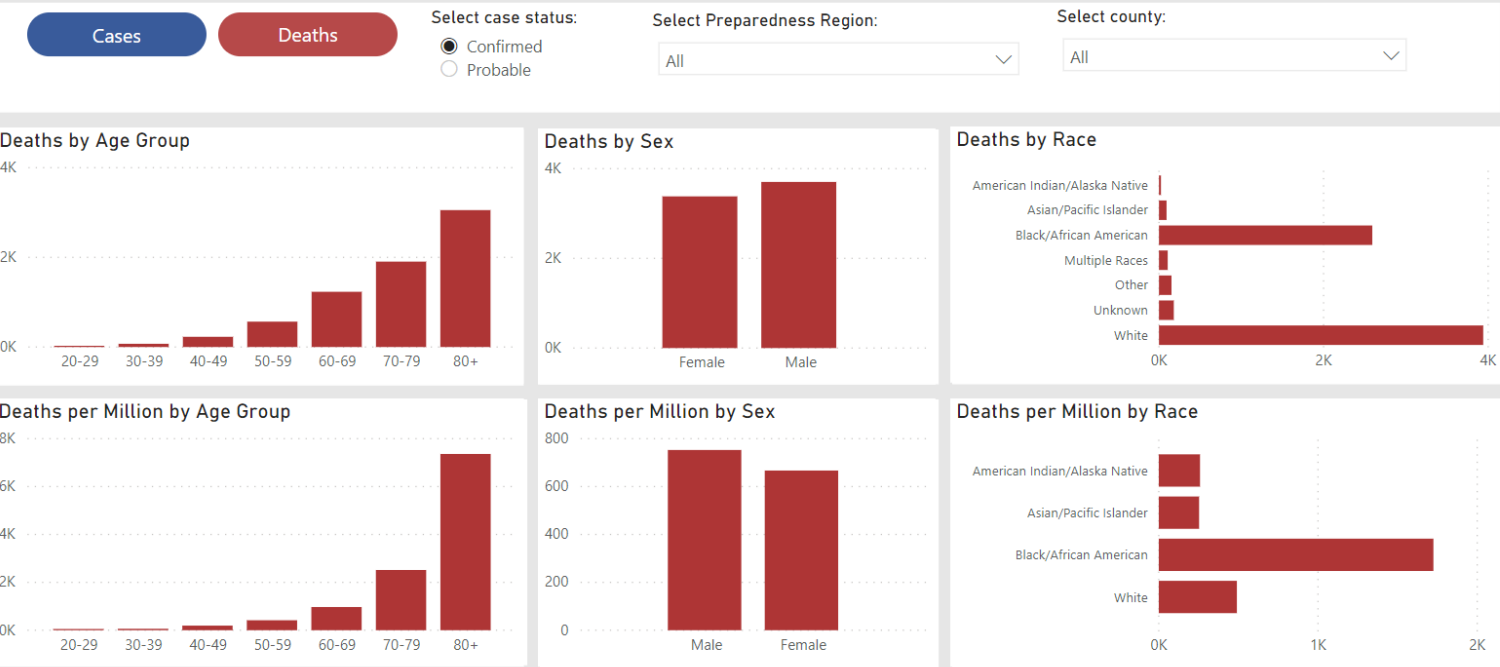 Cases
Deaths
Select case status:
Confirmed
Probable
Select Preparedness Region:
All
Select county:
All
Deaths by Age Group
4K
2K
0K
20-29 30-39 40-49 50-59 60-69 70-79 80+
Deaths by Sex
4K
2K
0K
Female Male
Deaths by Race
American Indian/Alaska Native
Asian/Pacific Islander
Black/African American
Multiple Races
Other
Unknown
White
0K 2K 4K
Deaths per Million by Age Group
8K
6K
4K
2K
0K
20-29 30-39 40-49 50-59 60-69 70-79 80+
Deaths per Million by Sex
800
600
400
200
0
Male Female
Deaths per Million by Race
American Indian/Alaska Native
Asian/Pacific Islander
Black/African American
White
0K 1K 2K